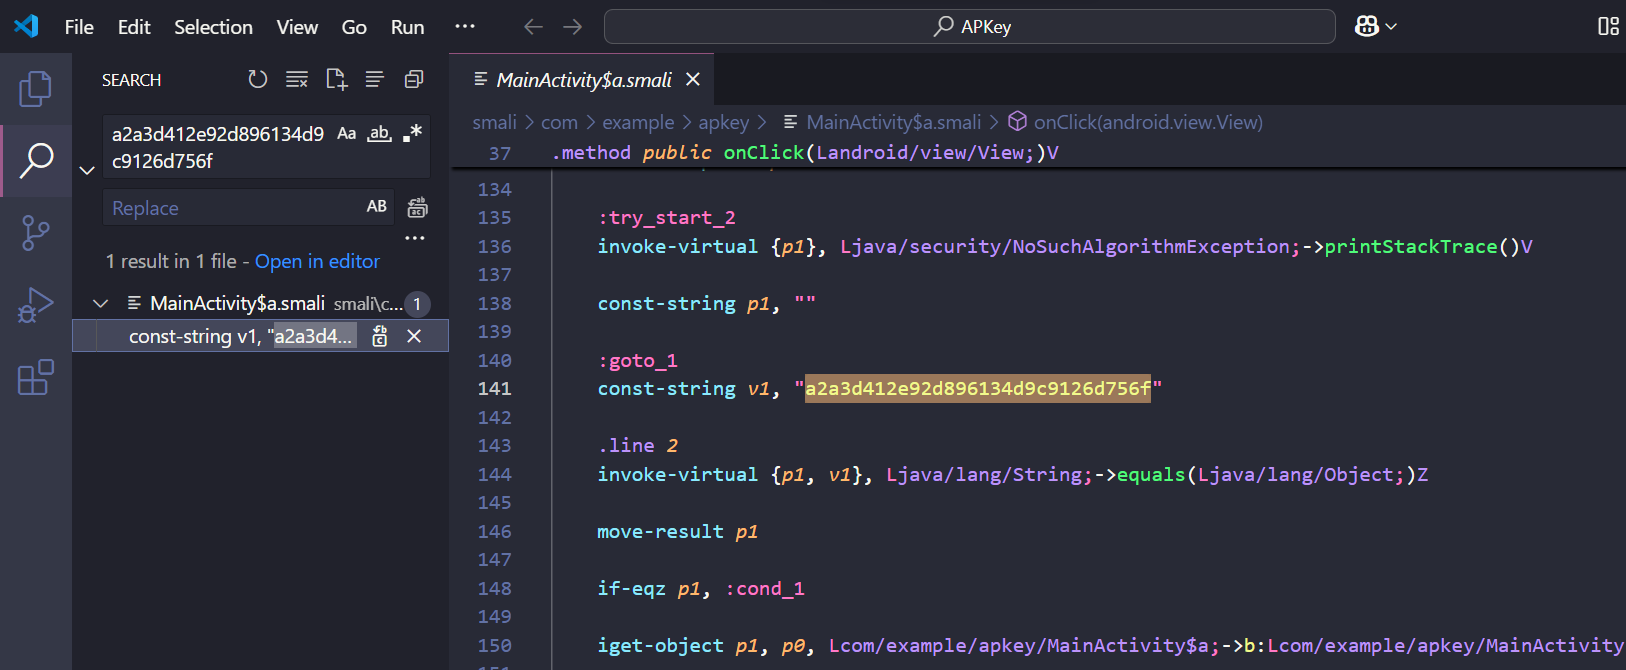 File Edit Selection View Go Run ···
APKey
SEARCH
a2a3d412e92d896134d9
c9126d756f
Aa ab .*
Replace
AB
1 result in 1 file - Open in editor
MainActivity$a.smali smali\c... 1
const-string v1, "a2a3d4...
MainActivity$a.smali
smali > com > example > apkey > MainActivity$a.smali > onClick(android.view.View)
37 .method public onClick(Landroid/view/View;)V
134
135 :try_start_2
136 invoke-virtual {p1}, Ljava/security/NoSuchAlgorithmException;->printStackTrace()V
137
138 const-string p1, ""
139
140 :goto_1
141 const-string v1, "a2a3d412e92d896134d9c9126d756f"
142
143 .line 2
144 invoke-virtual {p1, v1}, Ljava/lang/String;->equals(Ljava/lang/Object;)Z
145
146 move-result p1
147
148 if-eqz p1, :cond_1
149
150 iget-object p1, p0, Lcom/example/apkey/MainActivity$a;->b:Lcom/example/apkey/MainActivity